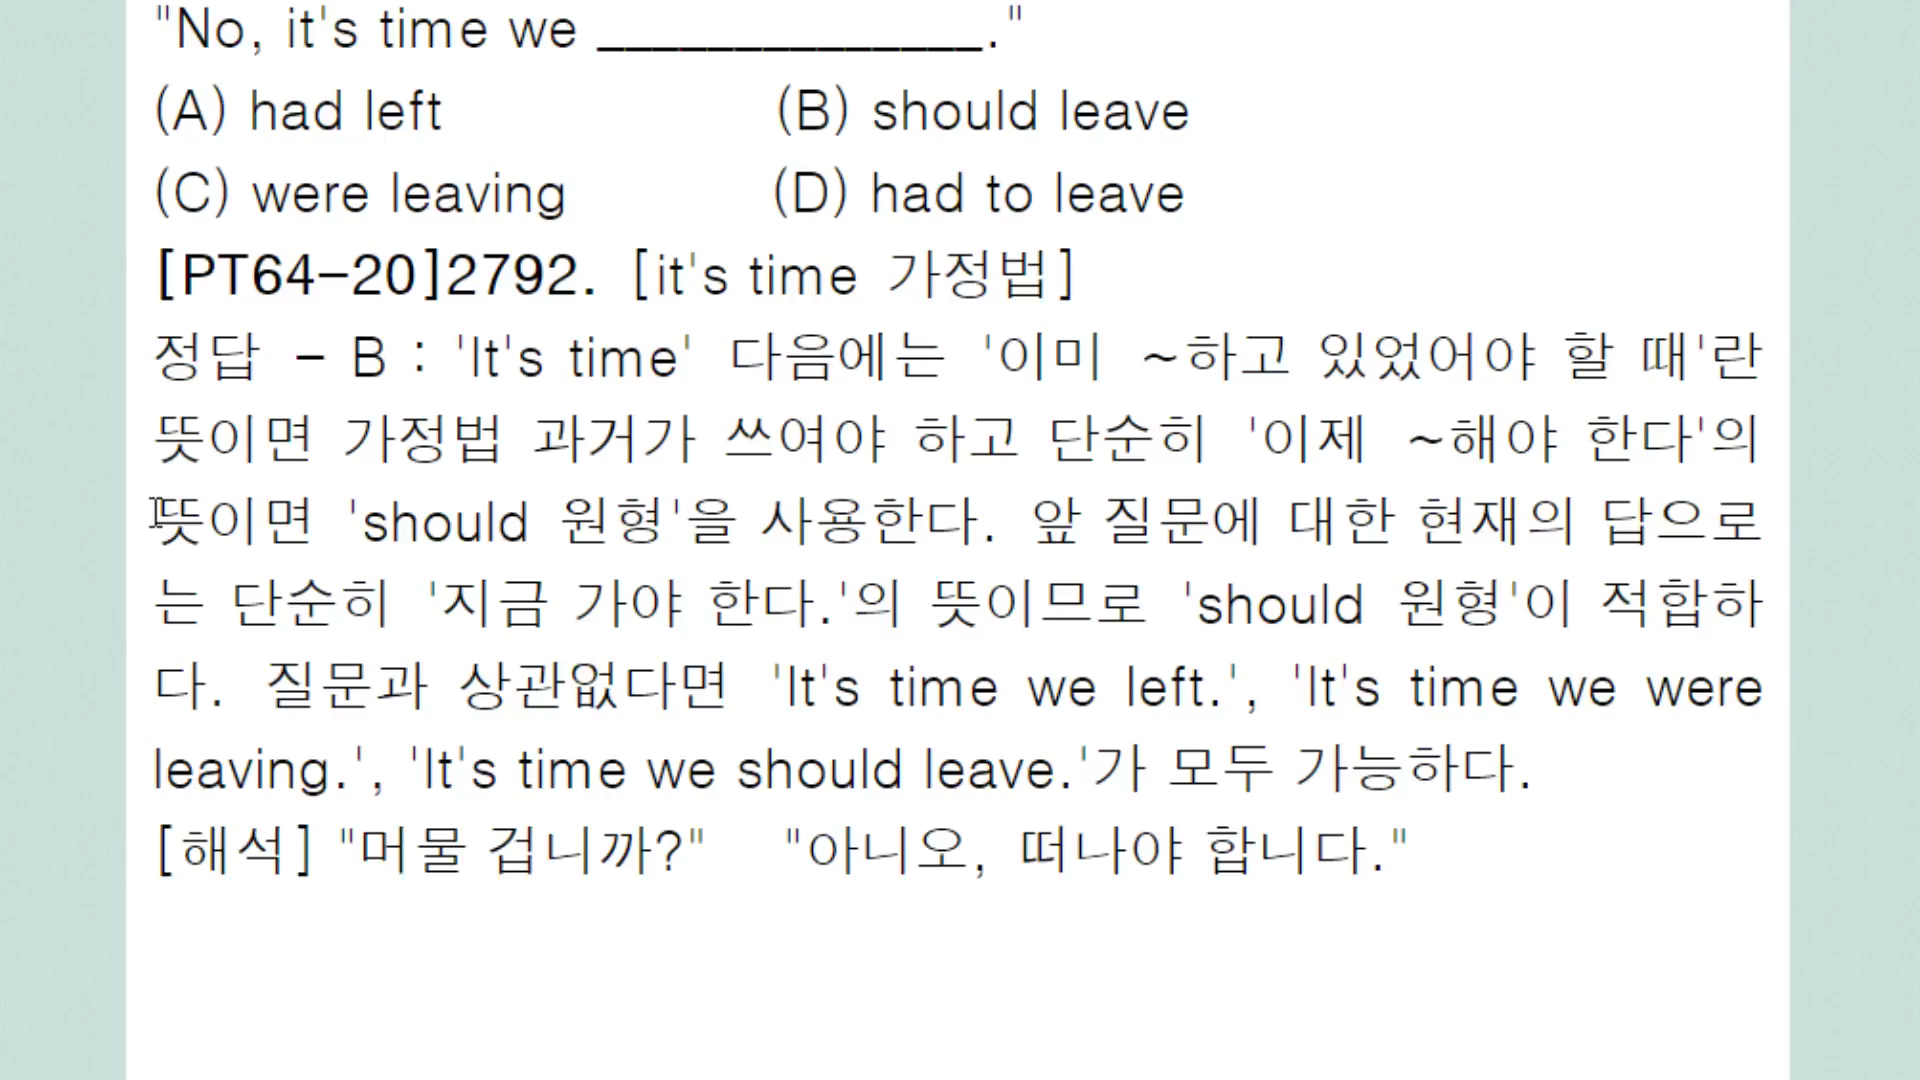 "No, it's time we ______________."
(A) had left (B) should leave
(C) were leaving (D) had to leave
[PT64-20]2792. [it's time 가정법]
정답 - B : 'It's time' 다음에는 '이미 ~하고 있었어야 할 때'란
뜻이면 가정법 과거가 쓰여야 하고 단순히 '이제 ~해야 한다'의
뜻이면 'should 원형'을 사용한다. 앞 질문에 대한 현재의 답으로
는 단순히 '지금 가야 한다.'의 뜻이므로 'should 원형'이 적합하
다. 질문과 상관없다면 'It's time we left.', 'It's time we were
leaving.', 'It's time we should leave.'가 모두 가능하다.
[해석] "머물 겁니까?" "아니오, 떠나야 합니다."